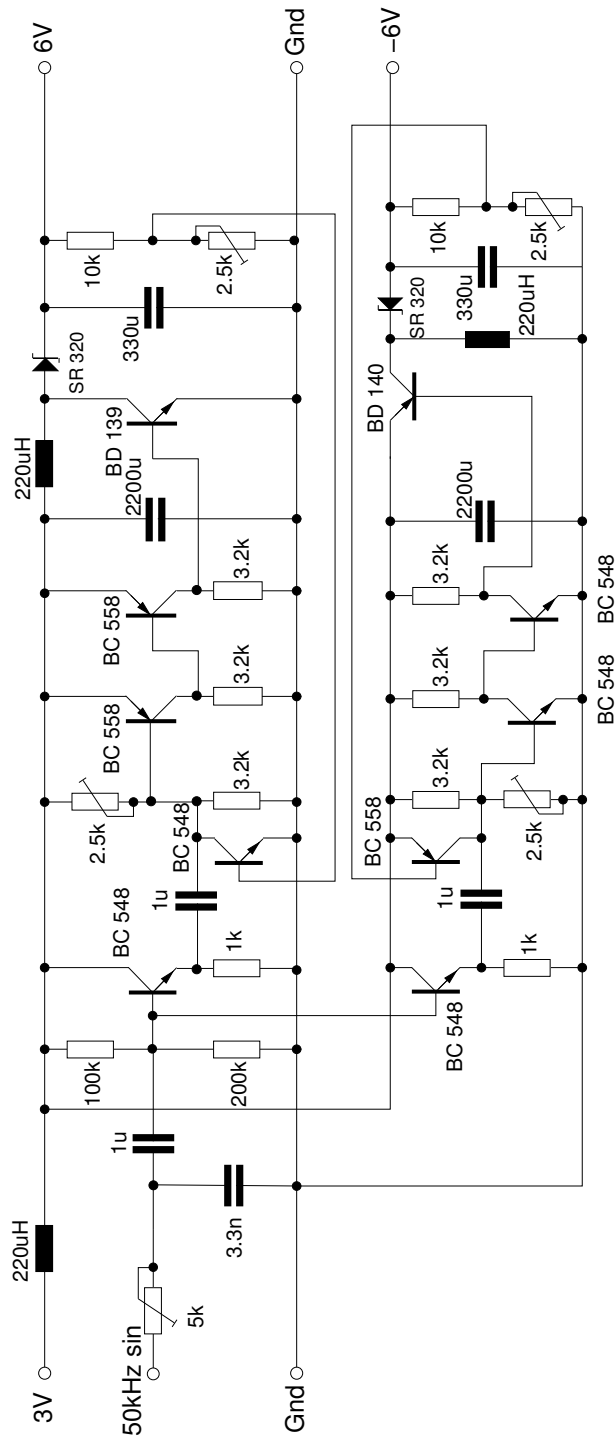 3V
220uH
220uH
SR 320
6V
50kHz sin
5k
3.3n
1u
100k
200k
BC 548
1k
1u
2.5k
BC 548
3.2k
BC 558
3.2k
BC 558
3.2k
2200u
BD 139
330u
10k
2.5k
Gnd
Gnd
BC 548
1k
1u
BC 558
3.2k
2.5k
3.2k
BC 548
3.2k
BC 548
2200u
BD 140
SR 320
220uH
330u
10k
2.5k
−6V